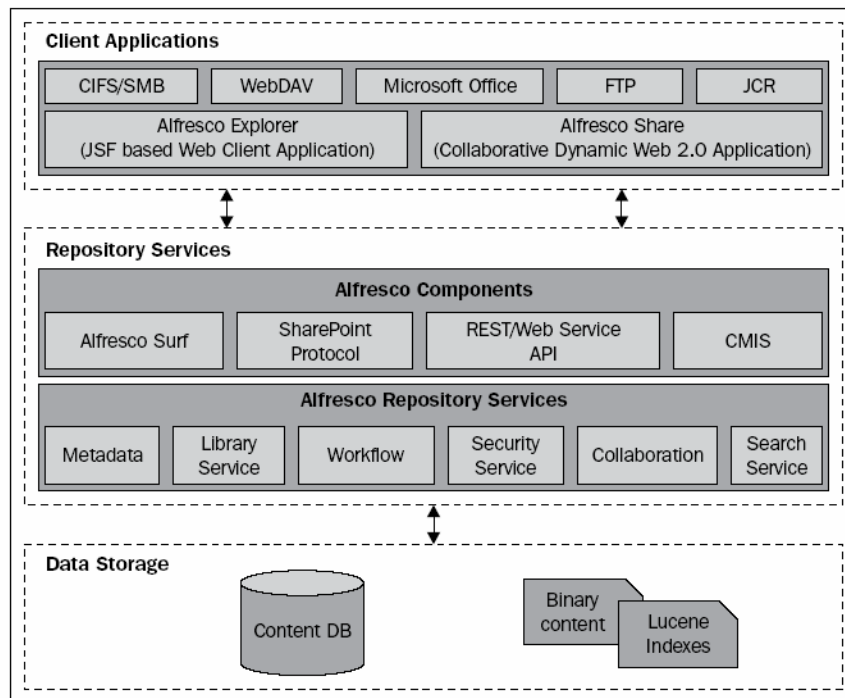 Client Applications
CIFS/SMB
WebDAV
Microsoft Office
FTP
JCR
Alfresco Explorer
(JSF based Web Client Application)
Alfresco Share
(Collaborative Dynamic Web 2.0 Application)
Repository Services
Alfresco Components
Alfresco Surf
SharePoint
Protocol
REST/Web Service
API
CMIS
Alfresco Repository Services
Metadata
Library
Service
Workflow
Security
Service
Collaboration
Search
Service
Data Storage
Content DB
Binary
content
Lucene
Indexes